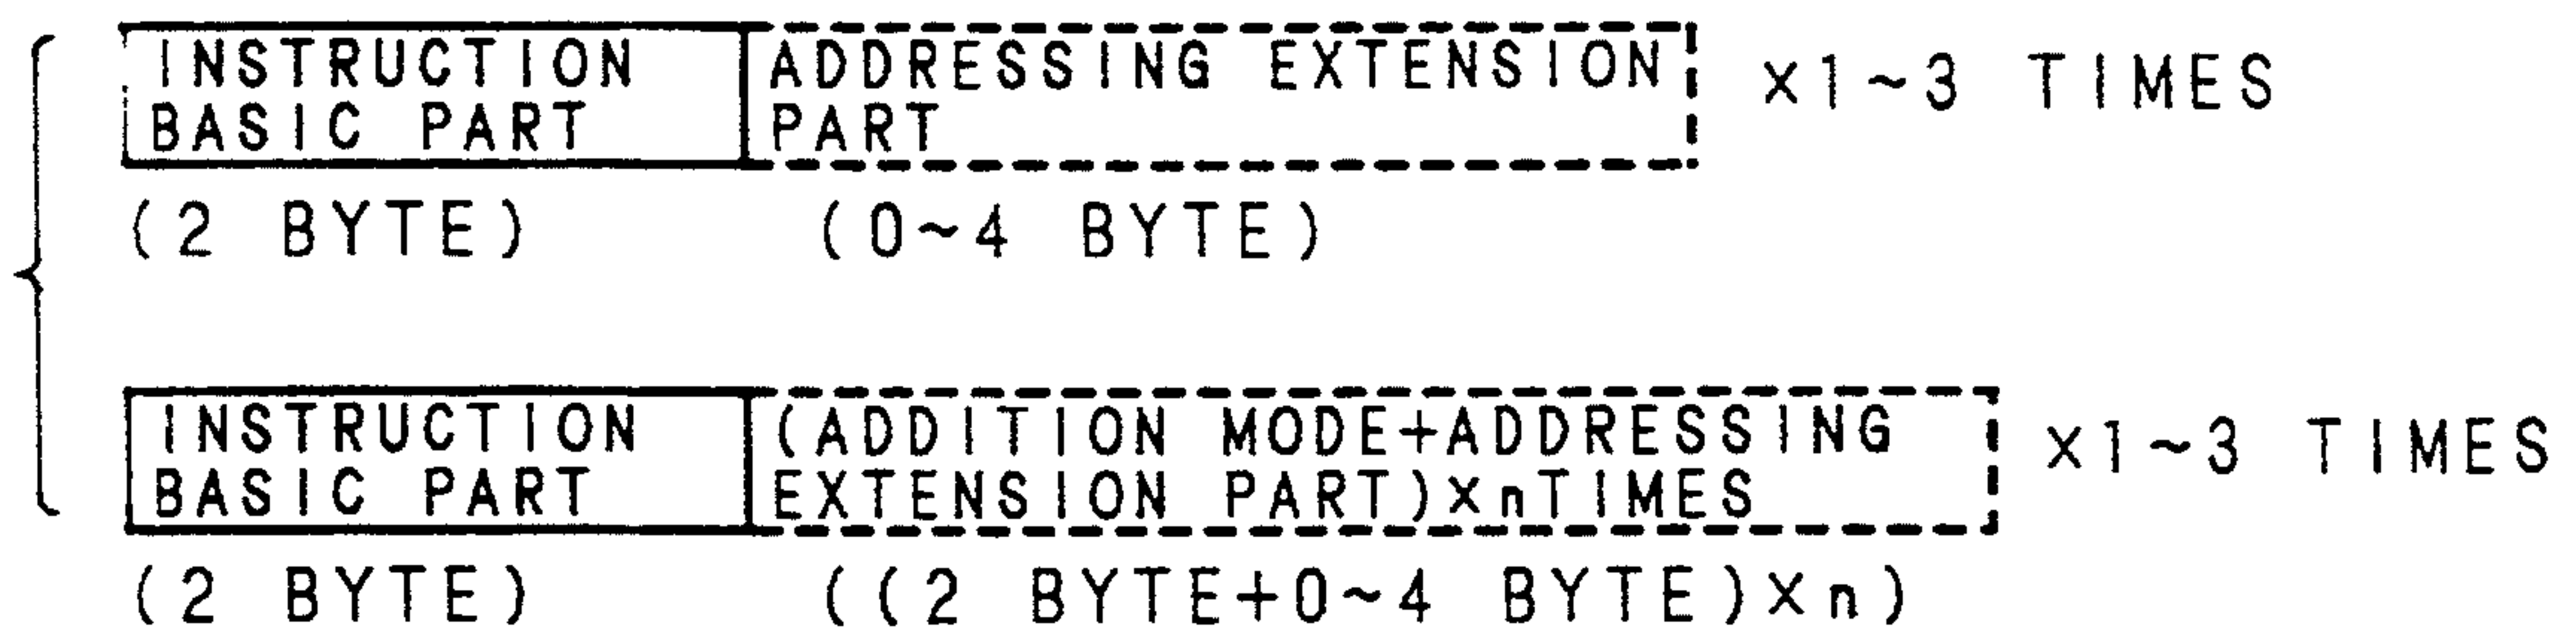 INSTRUCTION BASIC PART
ADDRESSING EXTENSION PART
×1~3 TIMES
(2 BYTE)
(0~4 BYTE)
INSTRUCTION BASIC PART
(ADDITION MODE+ADDRESSING EXTENSION PART)×nTIMES
×1~3 TIMES
(2 BYTE)
((2 BYTE+0~4 BYTE)×n)